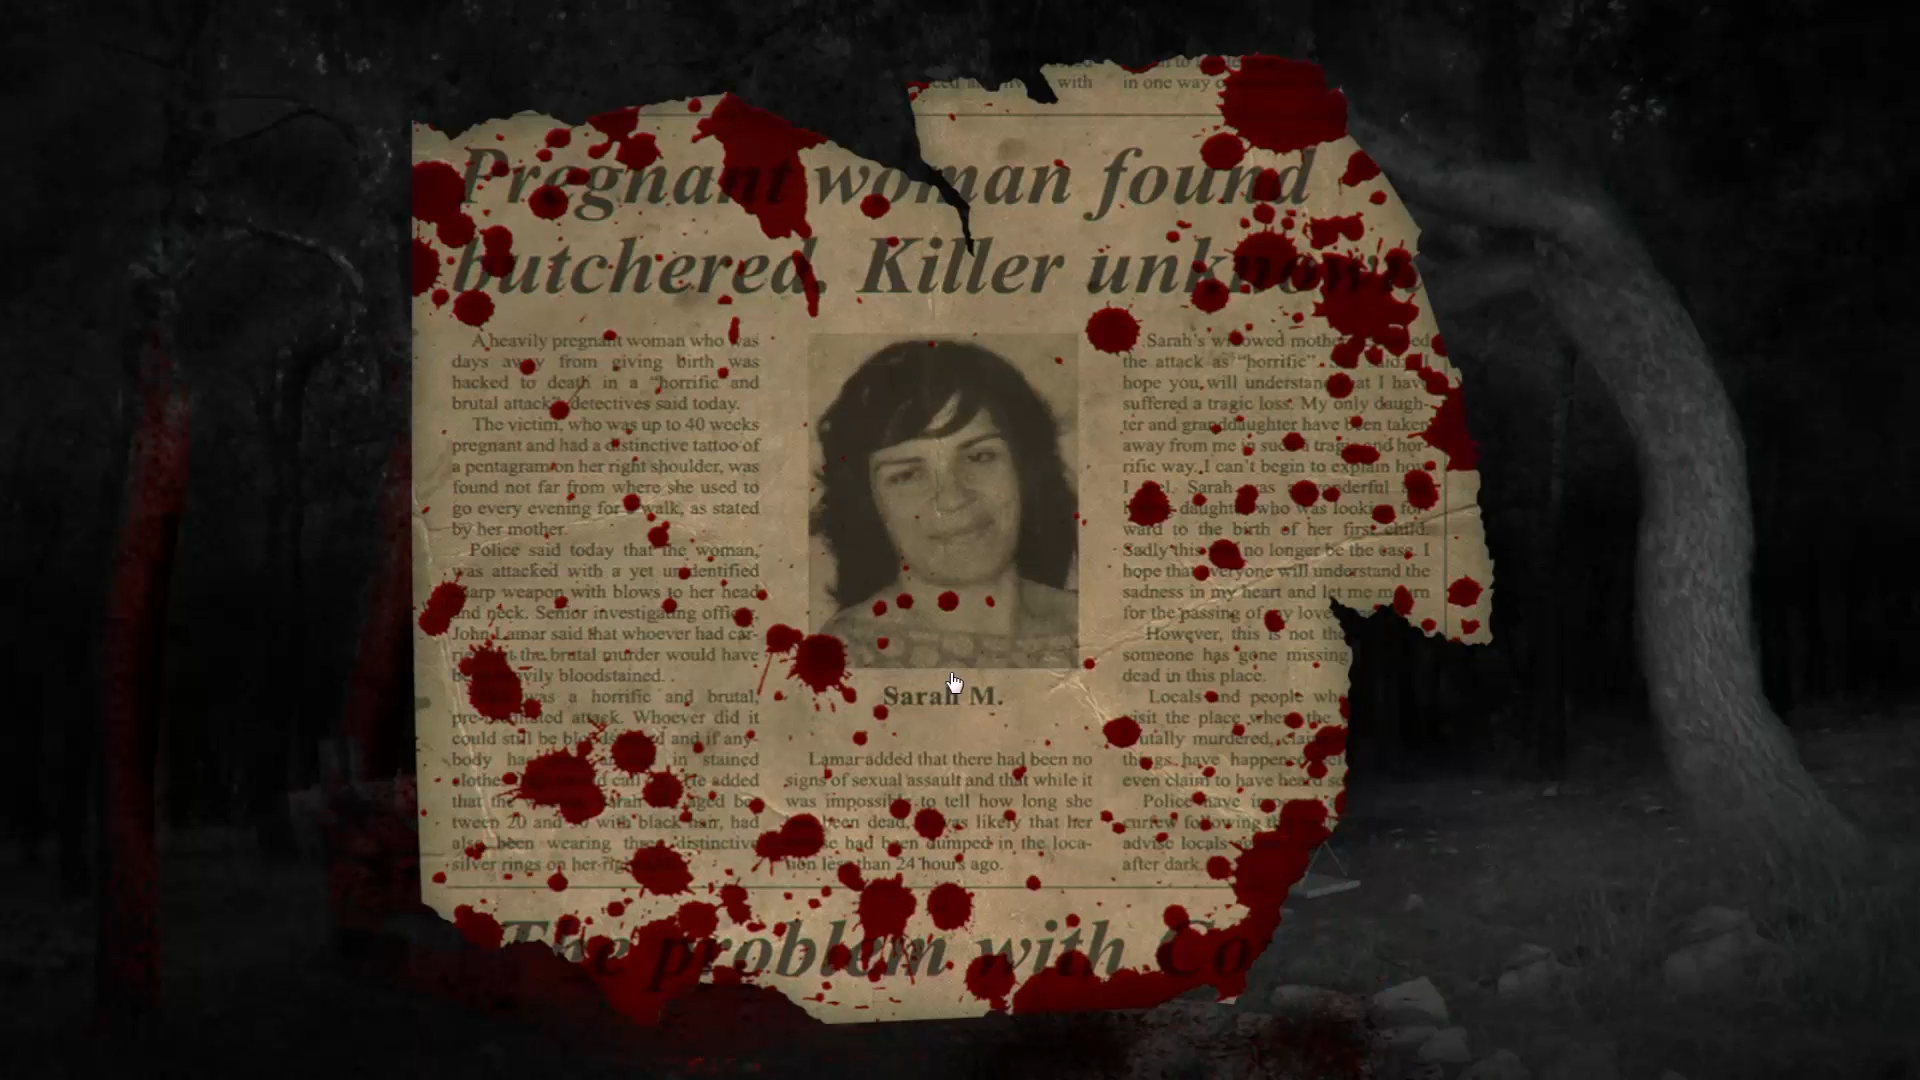 with in one way
Pregnant woman found
butchered. Killer unknown
A heavily pregnant woman who was
days away from giving birth was
hacked to death in a “horrific and
brutal attack” detectives said today.
The victim, who was up to 40 weeks
pregnant and had a distinctive tattoo of
a pentagram on her right shoulder, was
found not far from where she used to
go every evening for a walk, as stated
by her mother.
Police said today that the woman,
was attacked with a yet unidentified
sharp weapon with blows to her head
and neck. Senior investigating officer
John Lamar said that whoever had car-
ried out the brutal murder would have
heavily bloodstained.
was a horrific and brutal,
attack. Whoever did it
could still be and if any-
body in stained
clothes call He added
that the Sarah aged be-
tween 20 and 30 with black hair, had
also been wearing three distinctive
silver rings on her
Sarah M.
Lamar added that there had been no
signs of sexual assault and that while it
was impossible to tell how long she
been dead, was likely that her
had been dumped in the loca-
tion less than 24 hours ago.
Sarah’s widowed mother
the attack as “horrific”.
hope you will understand that I have
suffered a tragic loss. My only daugh-
ter and granddaughter have been taken
away from me in such a tragic and hor-
rific way. I can’t begin to explain how
I feel. Sarah was wonderful
daughter who was looking for-
ward to the birth of her first child.
Sadly this no longer be the case. I
hope that everyone will understand the
sadness in my heart and let me mourn
for the passing of my loved
However, this is not the
someone has gone missing
dead in this place.
Locals and people who
visit the place where the
brutally murdered, claim
things have happened
even claim to have heard
Police have
curfew following the
advise locals
after dark.
The problem with Co